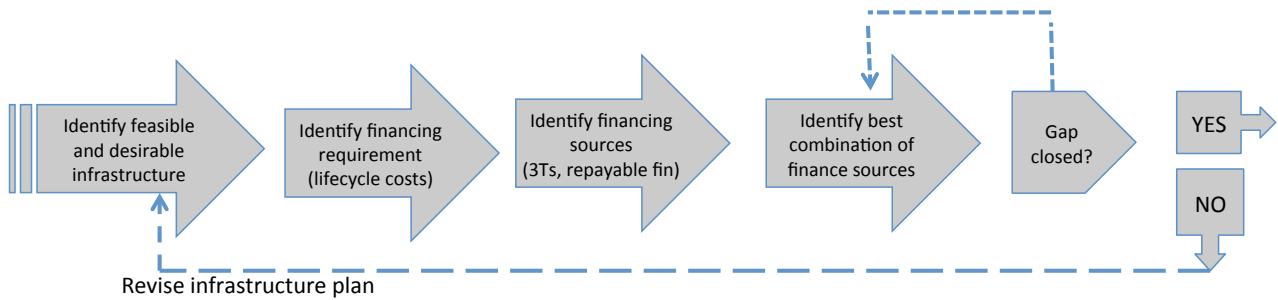 Identify feasible
and desirable
infrastructure
Identify financing
requirement
(lifecycle costs)
Identify financing
sources
(3Ts, repayable fin)
Identify best
combination of
finance sources
Gap
closed?
YES
NO
Revise infrastructure plan